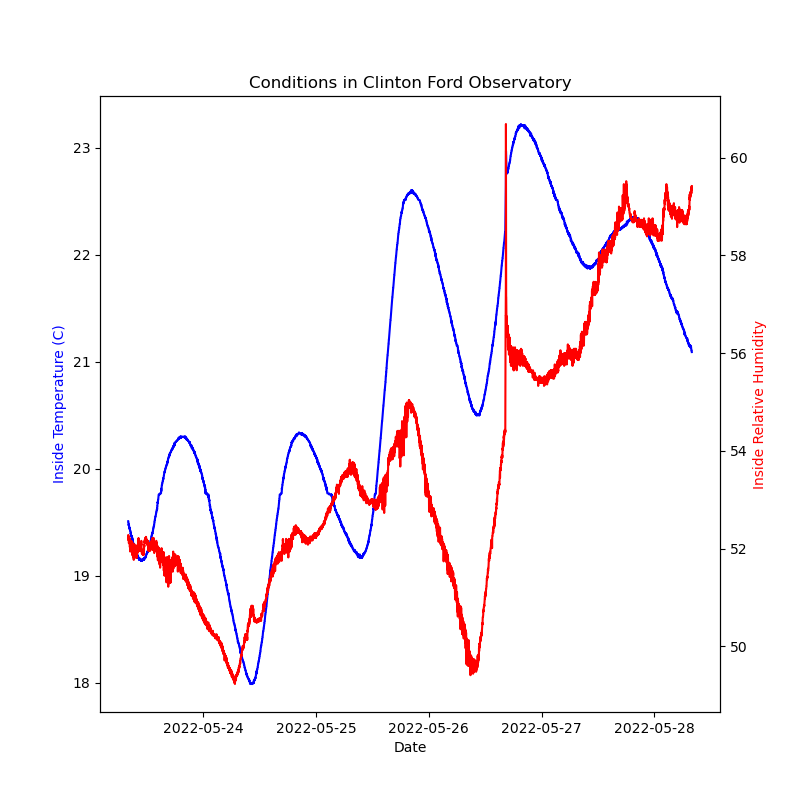 Conditions in Clinton Ford Observatory
23
22
21
20
19
18
Inside Temperature (C)
60
58
56
54
52
50
Inside Relative Humidity
2022-05-24 2022-05-25 2022-05-26 2022-05-27 2022-05-28
Date